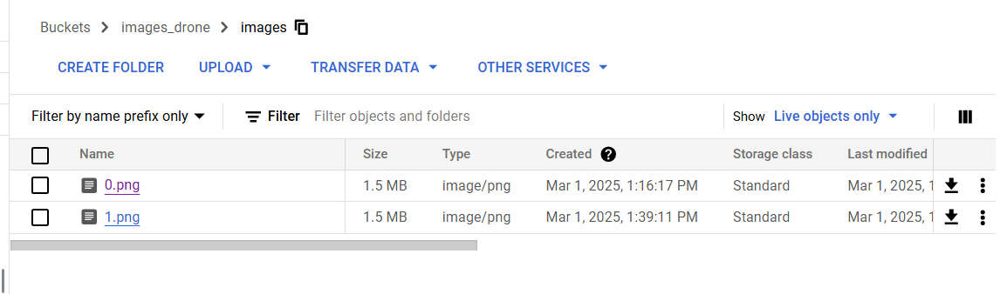 Buckets > images_drone > images
CREATE FOLDER UPLOAD TRANSFER DATA OTHER SERVICES
Filter by name prefix only Filter Filter objects and folders Show Live objects only
Name Size Type Created Storage class Last modified
0.png 1.5 MB image/png Mar 1, 2025, 1:16:17 PM Standard Mar 1, 2025, 1
1.png 1.5 MB image/png Mar 1, 2025, 1:39:11 PM Standard Mar 1, 2025, 1